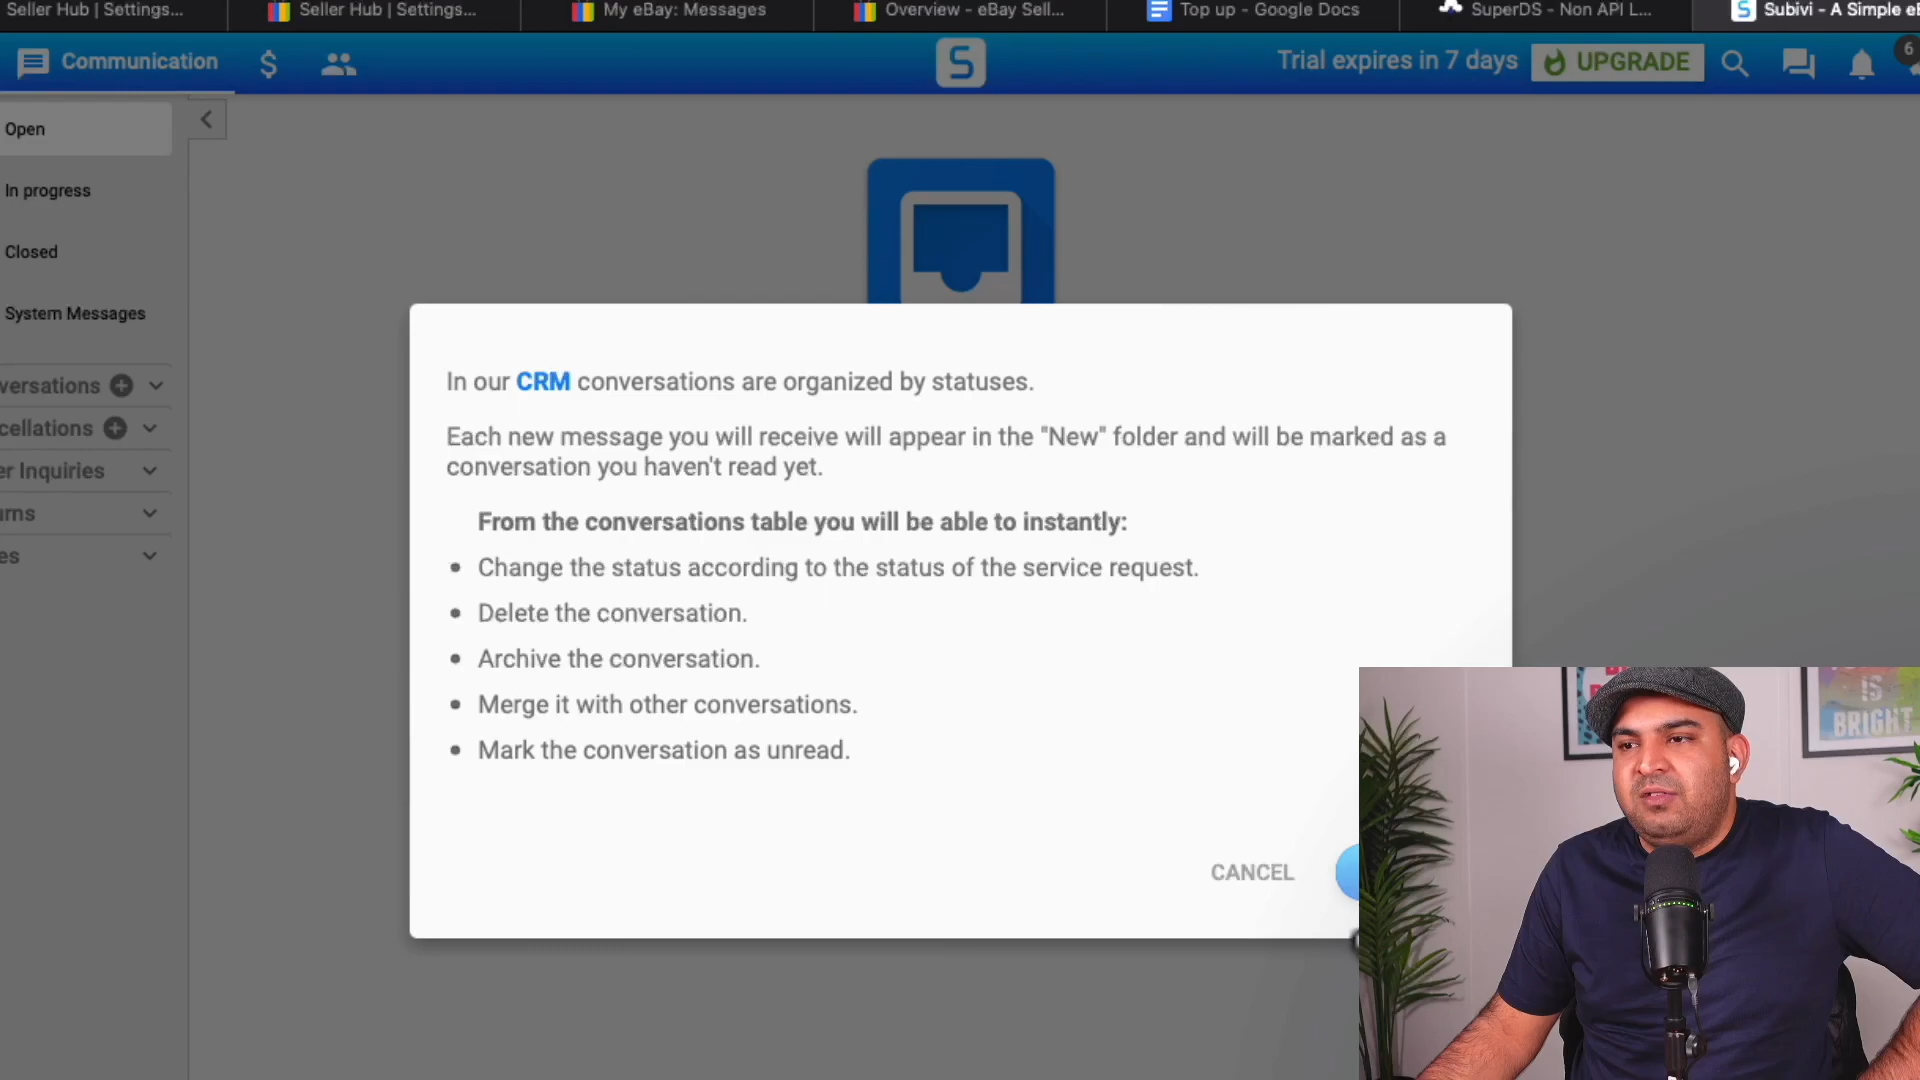 Seller Hub | Settings...
Seller Hub | Settings...
My eBay: Messages
Overview - eBay Sell...
Top up - Google Docs
SuperDS - Non API L...
Subivi - A Simple eB
Communication
$
S
Trial expires in 7 days
UPGRADE
6
Open
In progress
Closed
System Messages
versations
cellations
er Inquiries
urns
es
In our CRM conversations are organized by statuses.
Each new message you will receive will appear in the "New" folder and will be marked as a
conversation you haven't read yet.
From the conversations table you will be able to instantly:
• Change the status according to the status of the service request.
• Delete the conversation.
• Archive the conversation.
• Merge it with other conversations.
• Mark the conversation as unread.
CANCEL
IS
BRIGHT